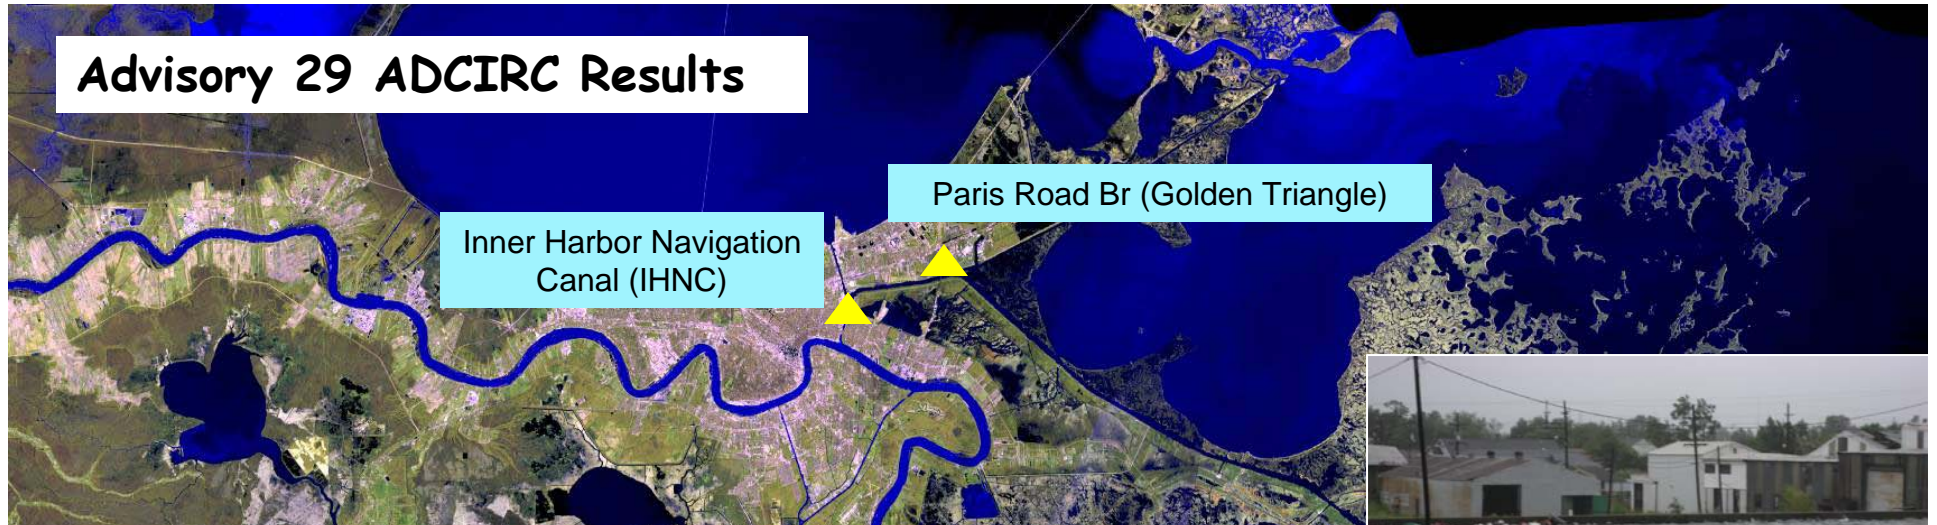 Advisory 29 ADCIRC Results
Paris Road Br (Golden Triangle)
Inner Harbor Navigation
Canal (IHNC)